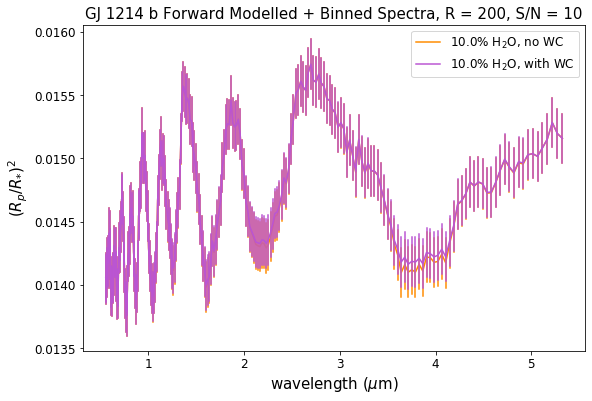 GJ 1214 b Forward Modelled + Binned Spectra, R = 200, S/N = 10
10.0% H₂O, no WC
10.0% H₂O, with WC
0.0160
0.0155
0.0150
0.0145
0.0140
0.0135
(Rₚ/R*)²
1 2 3 4 5
wavelength (μm)